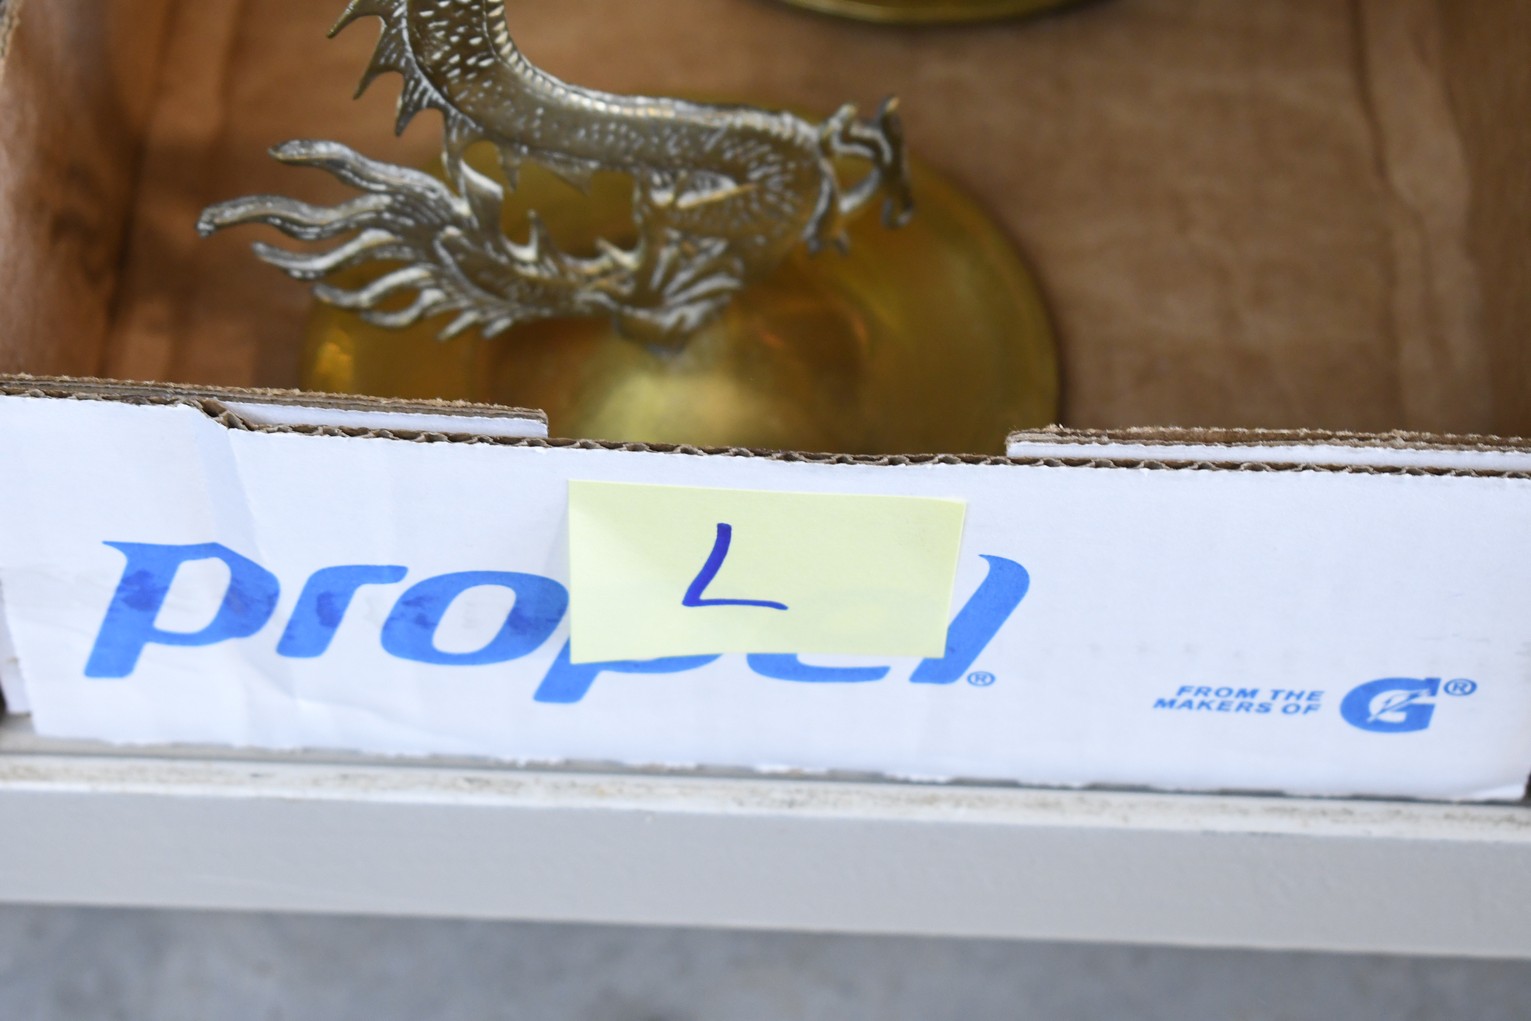 propel®
L
FROM THE
MAKERS OF G®